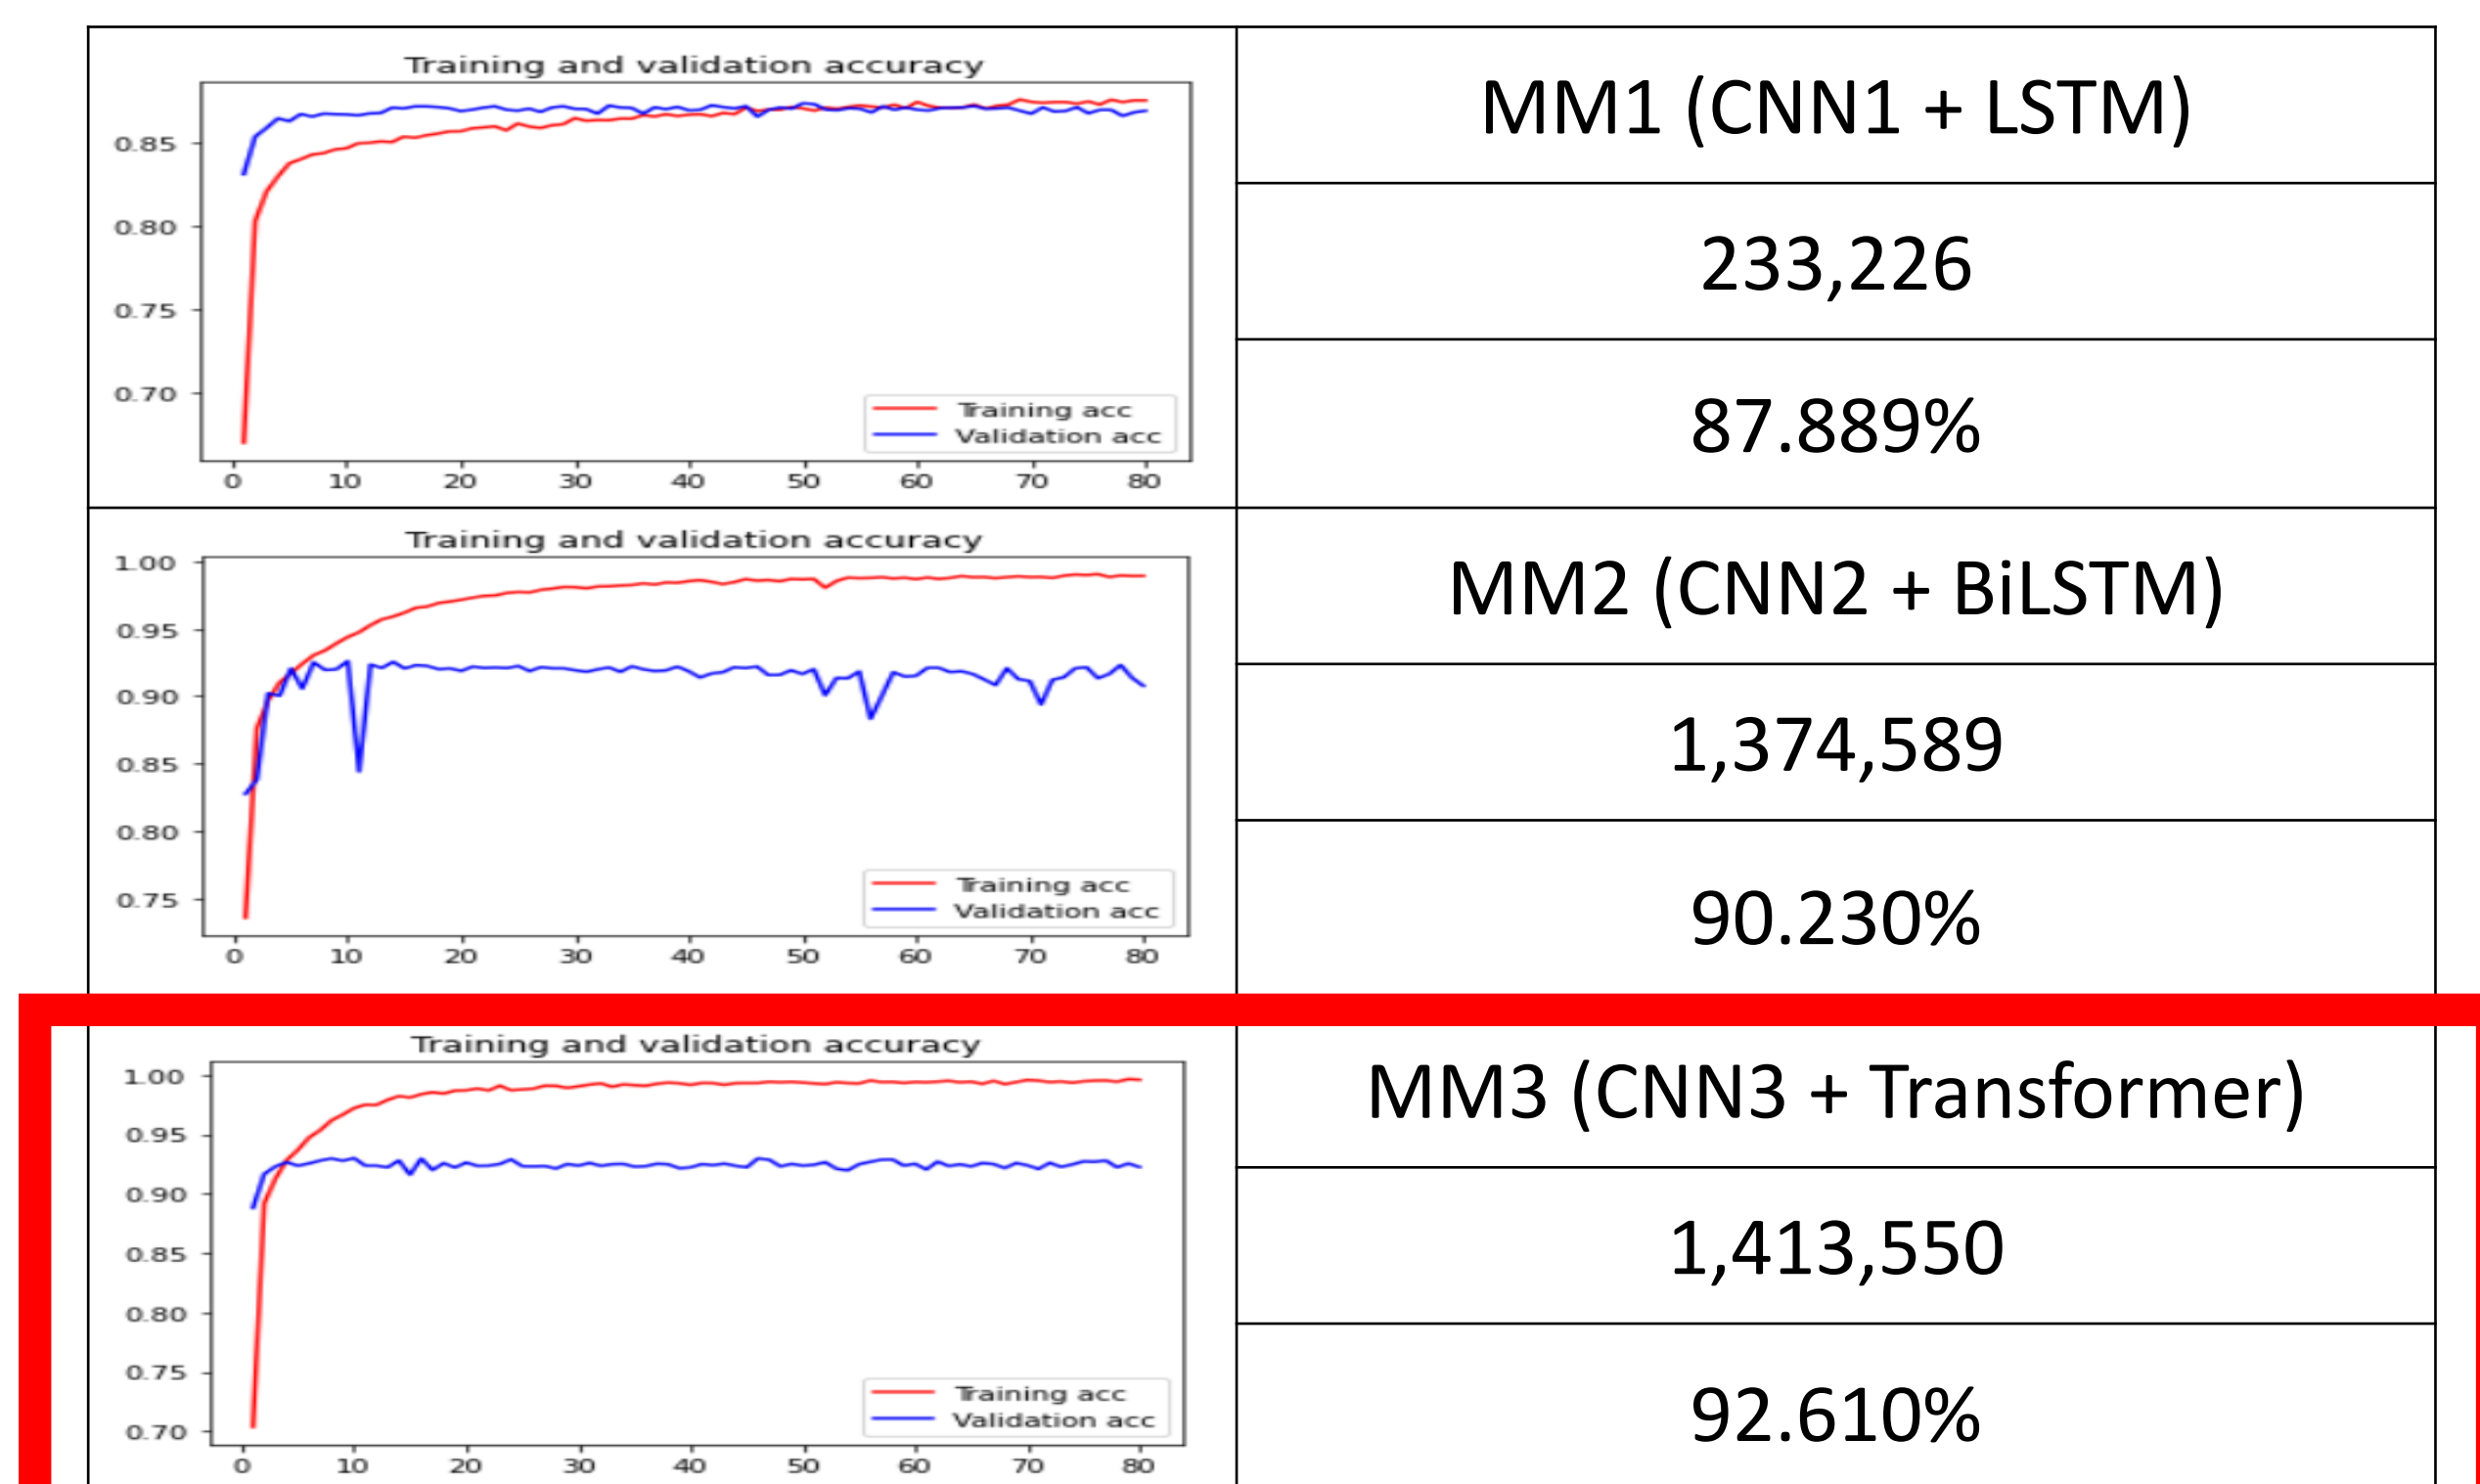 Training and validation accuracy
0.85
0.80
0.75
0.70
Training acc
Validation acc
0 10 20 30 40 50 60 70 80
MM1 (CNN1 + LSTM)
233,226
87.889%
Training and validation accuracy
1.00
0.95
0.90
0.85
0.80
0.75
Training acc
Validation acc
0 10 20 30 40 50 60 70 80
MM2 (CNN2 + BiLSTM)
1,374,589
90.230%
Training and validation accuracy
1.00
0.95
0.90
0.85
0.80
0.75
0.70
Training acc
Validation acc
0 10 20 30 40 50 60 70 80
MM3 (CNN3 + Transformer)
1,413,550
92.610%